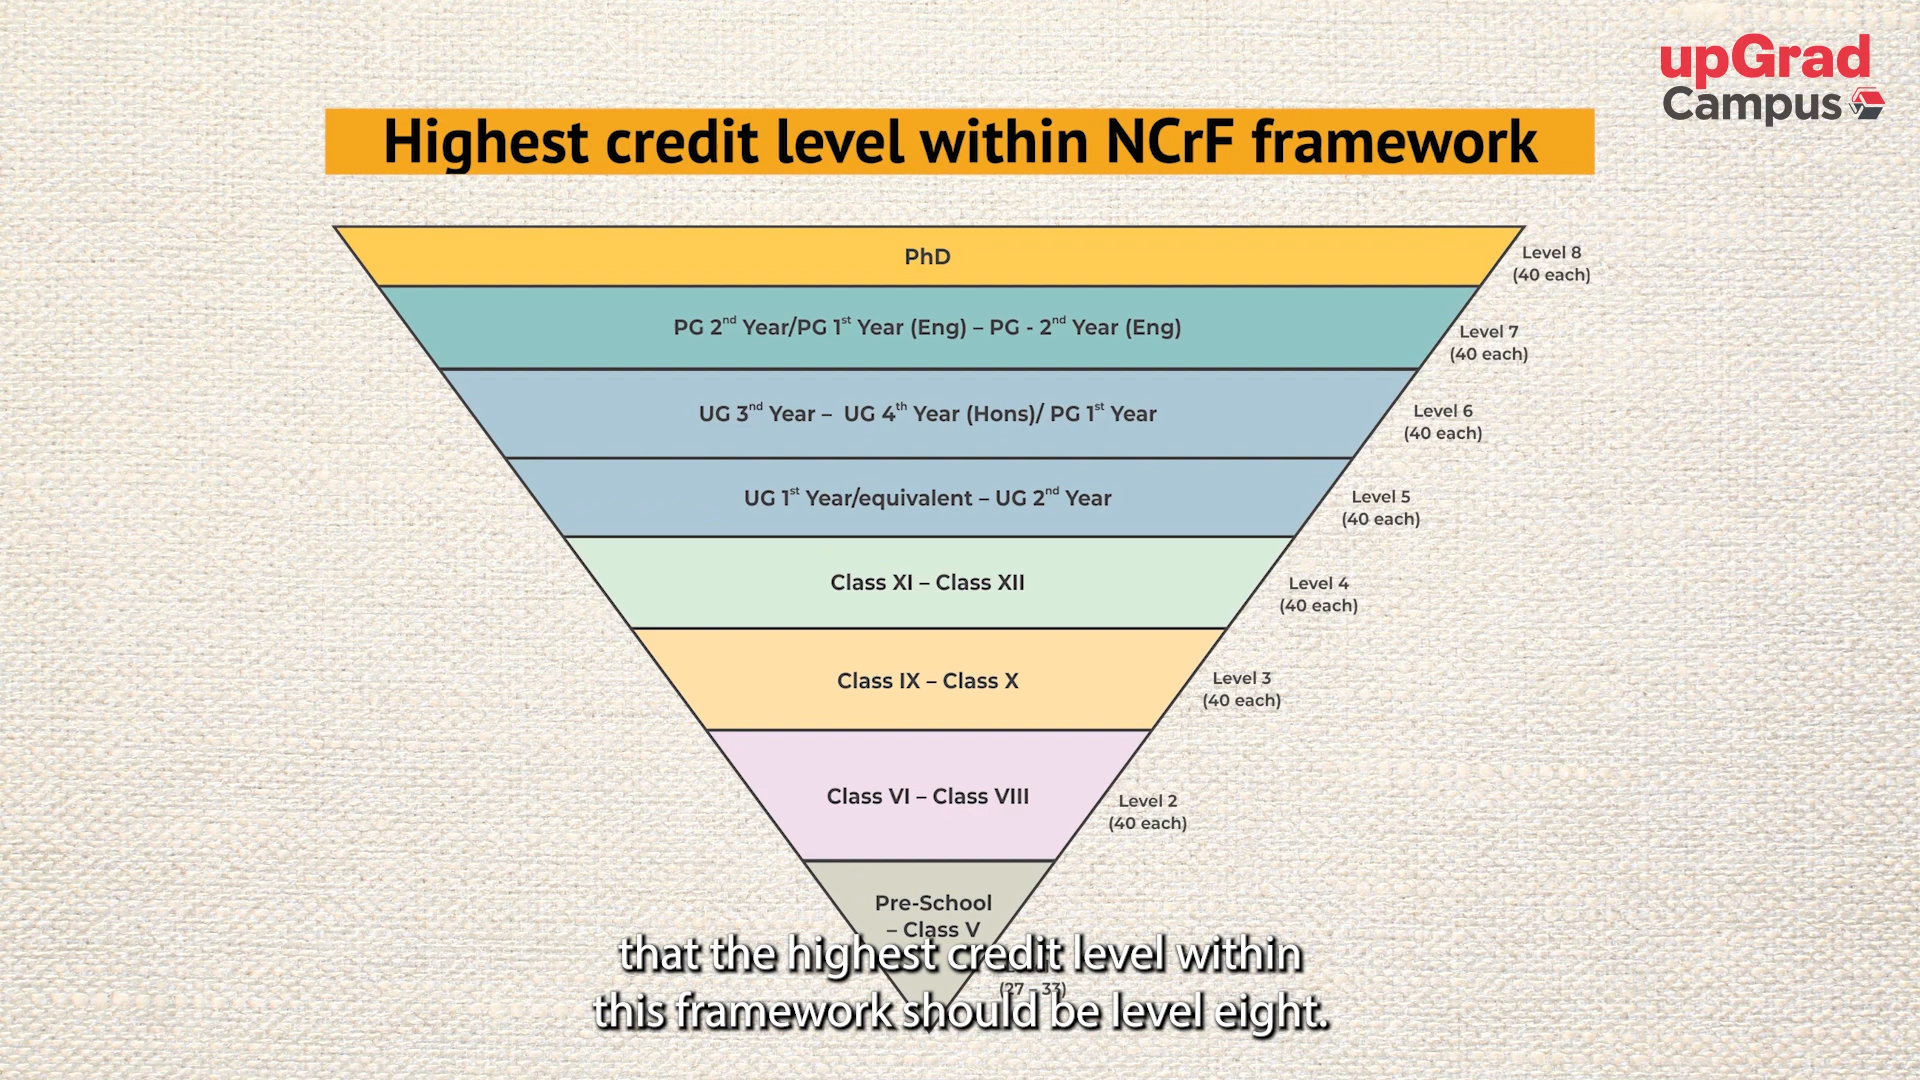 upGrad
Campus
Highest credit level within NCrF framework
PhD
Level 8
(40 each)
PG 2nd Year/PG 1st Year (Eng) – PG - 2nd Year (Eng)
Level 7
(40 each)
UG 3nd Year – UG 4th Year (Hons)/ PG 1st Year
Level 6
(40 each)
UG 1st Year/equivalent – UG 2nd Year
Level 5
(40 each)
Class XI – Class XII
Level 4
(40 each)
Class IX – Class X
Level 3
(40 each)
Class VI – Class VIII
Level 2
(40 each)
Pre-School
– Class V
(27 – 33)
that the highest credit level within
this framework should be level eight.